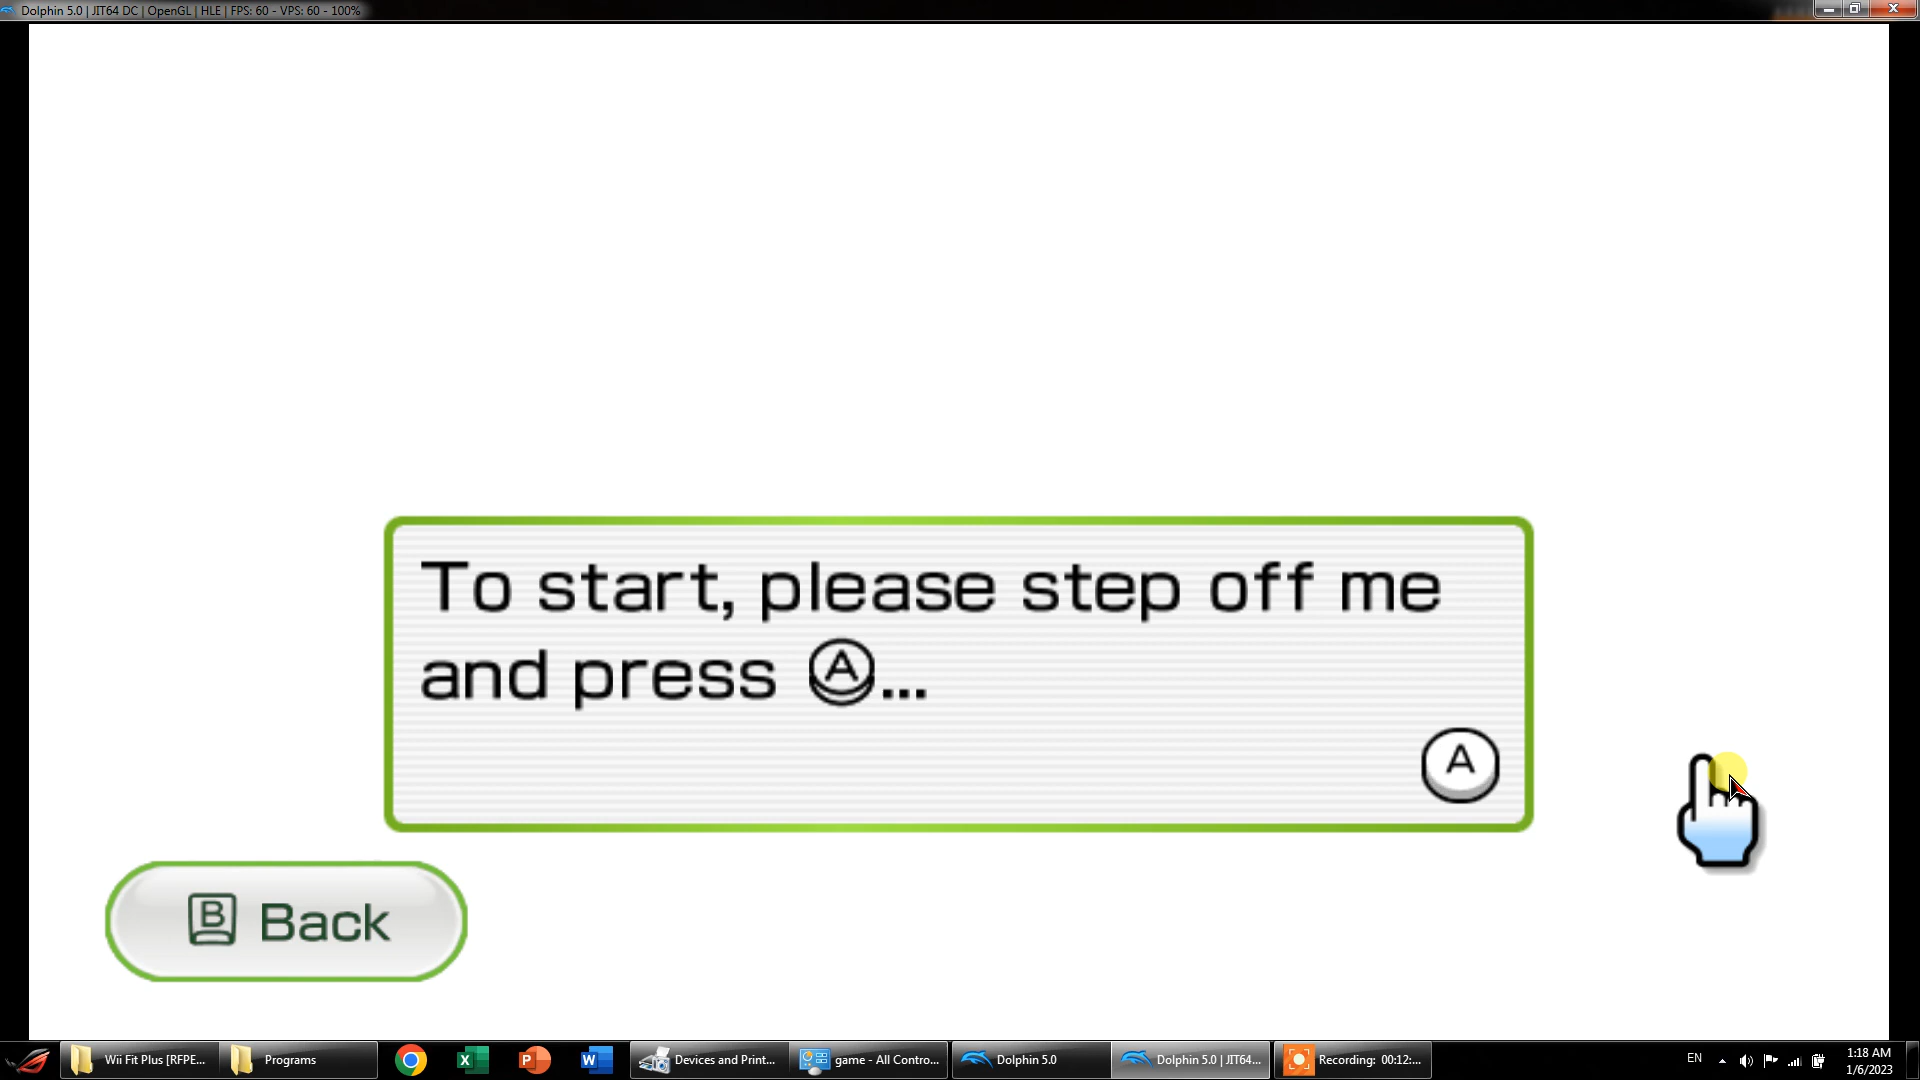 Dolphin 5.0 | JIT64 DC | OpenGL | HLE | FPS: 60 - VPS: 60 - 100%
To start, please step off me
and press Ⓐ...
A
B Back
Wii Fit Plus [RFPE... Programs Devices and Print... game - All Contro... Dolphin 5.0 Dolphin 5.0 | JIT64... Recording: 00:12:... EN 1:18 AM
1/6/2023